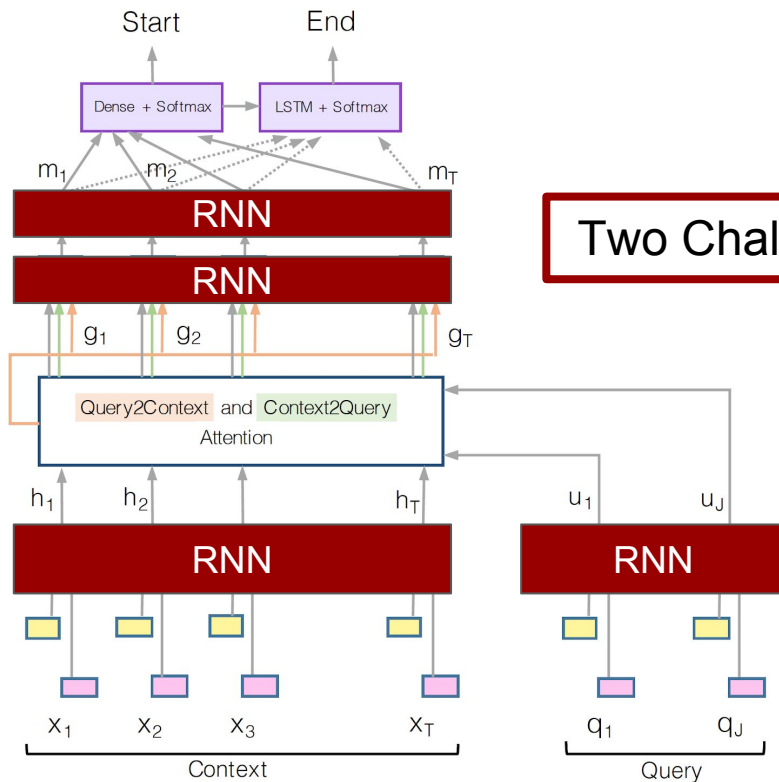 Start End
Dense + Softmax LSTM + Softmax
m1 m2 mT
RNN
Two Chal
RNN
g1 g2 gT
Query2Context and Context2Query
Attention
h1 h2 hT u1 uJ
RNN RNN
x1 x2 x3 xT q1 qJ
Context Query